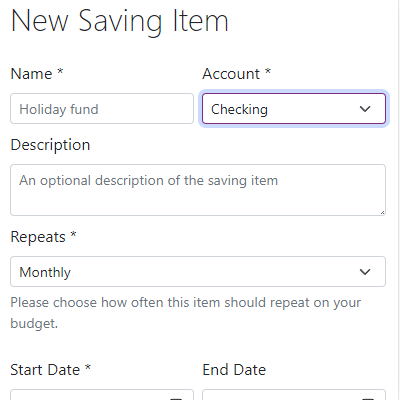 New Saving Item
Name * Account *
Holiday fund Checking
Description
An optional description of the saving item
Repeats *
Monthly
Please choose how often this item should repeat on your
budget.
Start Date * End Date